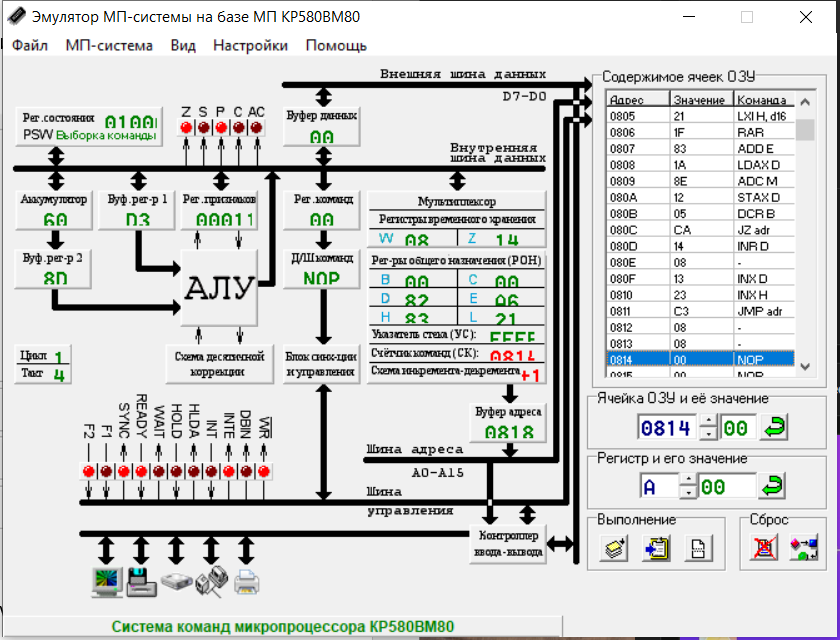 Эмулятор МП-системы на базе МП КР580ВМ80
Файл МП-система Вид Настройки Помощь
Внешняя шина данных
D7-D0
Рег.состояния
PSW Выборка команды
Z S P C AC
Буфер данных
00
Внутренняя
шина данных
Аккумулятор
60
Буф.рег-р 1
D3
Рег.признаков
00011
Рег.команд
00
Мультиплексор
Регистры временного хранения
W 08 Z 14
Буф.рег-р 2
8D
АЛУ
ДШ команд
NOP
Рег-ры общего назначения (РОН)
B 00 C 00
D 82 E 06
H 83 L 21
Указатель стека (УС): FFFF
Счётчик команд (СК): 0814
Схема инкремента-декремента +1
Цикл 1
Такт 4
Схема десятичной
коррекции
Блок синх-ции
и управления
Буфер адреса
0818
F2 F1 SYNC READY WAIT HOLD HLDA INT INTE DBIN WR
Шина адреса
A0-A15
Шина
управления
Контроллер
ввода-вывода
Содержимое ячеек ОЗУ
Адрес Значение Команда
0805 21 LXI H, d16
0806 1F RAR
0807 83 ADD E
0808 1A LDAX D
0809 8E ADC M
080A 12 STAX D
080B 05 DCR B
080C CA JZ adr
080D 14 INR D
080E 08 -
080F 13 INX D
0810 23 INX H
0811 C3 JMP adr
0812 08 -
0813 08 -
0814 00 NOP
0815 00 NOP
Ячейка ОЗУ и её значение
0814 00
Регистр и его значение
A 00
Выполнение
Сброс
Система команд микропроцессора КР580ВМ80